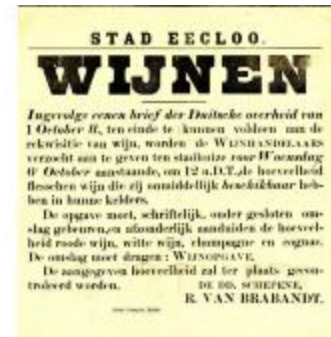 STAD EECLOO.
WIJNEN
Ingevolge eenen brief der Duitsche overheid van
1 October ll., ten einde te kunnen voldoen aan de
rekwisitie van wijn, worden de WIJNHANDELAARS
verzocht aan te geven ten stadhuize voor Woensdag
6 October aanstaande, om 12 u.D.T., de hoeveelheid
flesschen wijn die zij onmiddellijk beschikbaar heb-
ben in hunne kelders.
De opgave moet, schriftelijk, onder gesloten om-
slag gebeuren, en afzonderlijk aanduiden de hoeveel-
heid roode wijn, witte wijn, champagne en cognac.
De omslag moet dragen : WIJNOPGAVE.
De aangegeven hoeveelheid zal ter plaats gecon-
troleerd worden.
DE DD. SCHEPENE,
R. VAN BRABANDT.